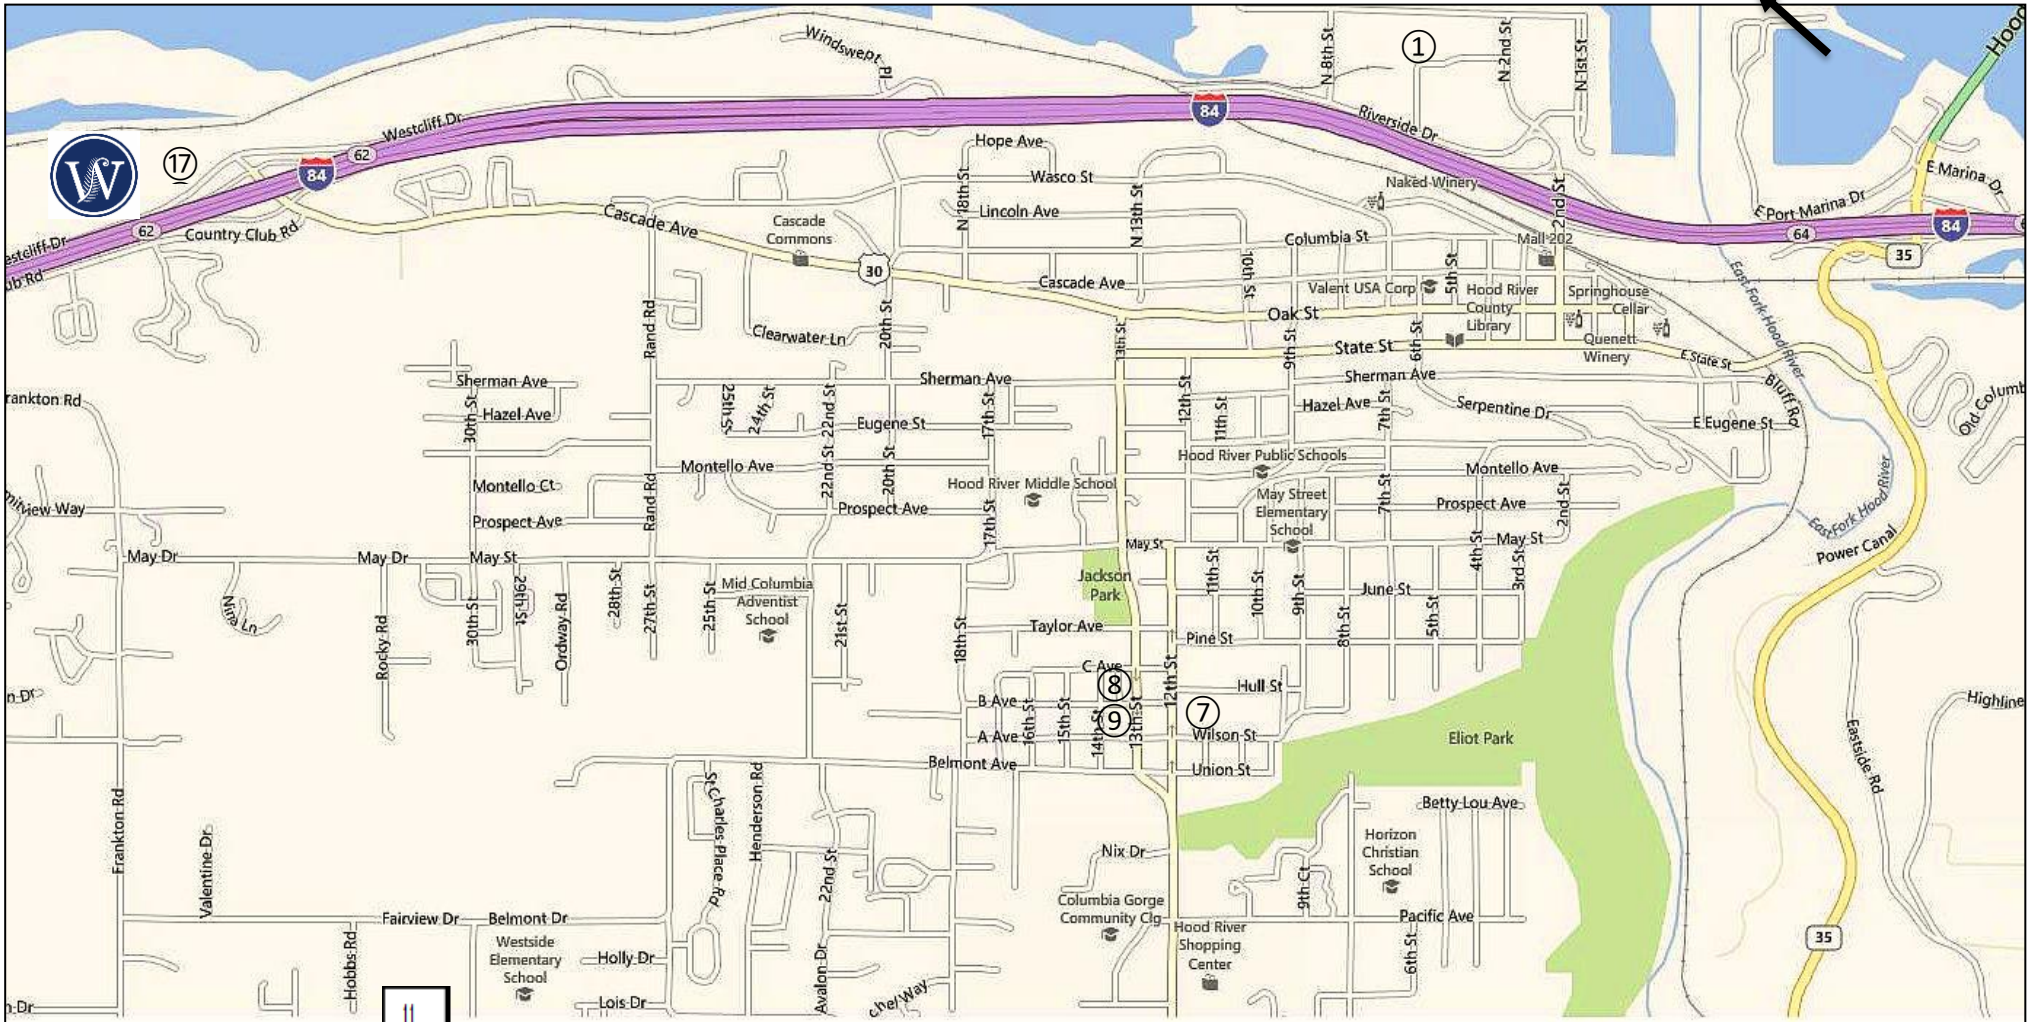 Hood
Windswept Pl
N 8th St
①
N 2nd St
N 1st St
Westcliff Dr
84
Riverside Dr
W
⑰
84
62
Hope Ave
Wasco St
N 18th St
Lincoln Ave
N 13th St
Naked Winery
2nd St
E Marina Dr
E Port Marina Dr
62
Country Club Rd
Cascade Ave
Cascade
Commons
Columbia St
Mall 202
64
84
35
30
Cascade Ave
10th St
Valent USA Corp
5th St
Hood River
County
Library
Springhouse
Cellar
East Fork Hood River
Rand Rd
Clearwater Ln
20th St
13th St
Oak St
9th St
State St
6th St
Quenett
Winery
E State St
Sherman Ave
Sherman Ave
Sherman Ave
Bluff Rd
30th St
Hazel Ave
25th St
24th St
22nd St
17th St
12th St
11th St
Hazel Ave
7th St
Serpentine Dr
Eugene St
E Eugene St
Montello Ave
22nd St
20th St
Hood River Public Schools
Montello Ave
Montello Ct
Rand Rd
Hood River Middle School
May Street
Elementary
School
7th St
Prospect Ave
2nd St
East Fork Hood River
Prospect Ave
Prospect Ave
17th St
Power Canal
May Dr
May Dr
May St
May St
4th St
May St
3rd St
Nina Ln
Rocky Rd
30th St
29th St
Ordway Rd
28th St
27th St
25th St
Mid Columbia
Adventist
School
21st St
18th St
Jackson
Park
11th St
10th St
9th St
June St
8th St
5th St
Taylor Ave
Pine St
C Ave
⑧
12th St
Hull St
B Ave
16th St
15th St
14th St
⑨
13th St
⑦
A Ave
Wilson St
Eliot Park
Highline
Eastside Rd
Belmont Ave
Union St
Frankton Rd
Valentine Dr
St Charles Place Rd
Henderson Rd
22nd St
Betty Lou Ave
Nix Dr
Horizon
Christian
School
9th Ct
Columbia Gorge
Community Clg
Fairview Dr
Belmont Dr
Pacific Ave
Hobbs Rd
Westside
Elementary
School
Holly Dr
Avalon Dr
Hood River
Shopping
Center
6th St
35
Lois Dr